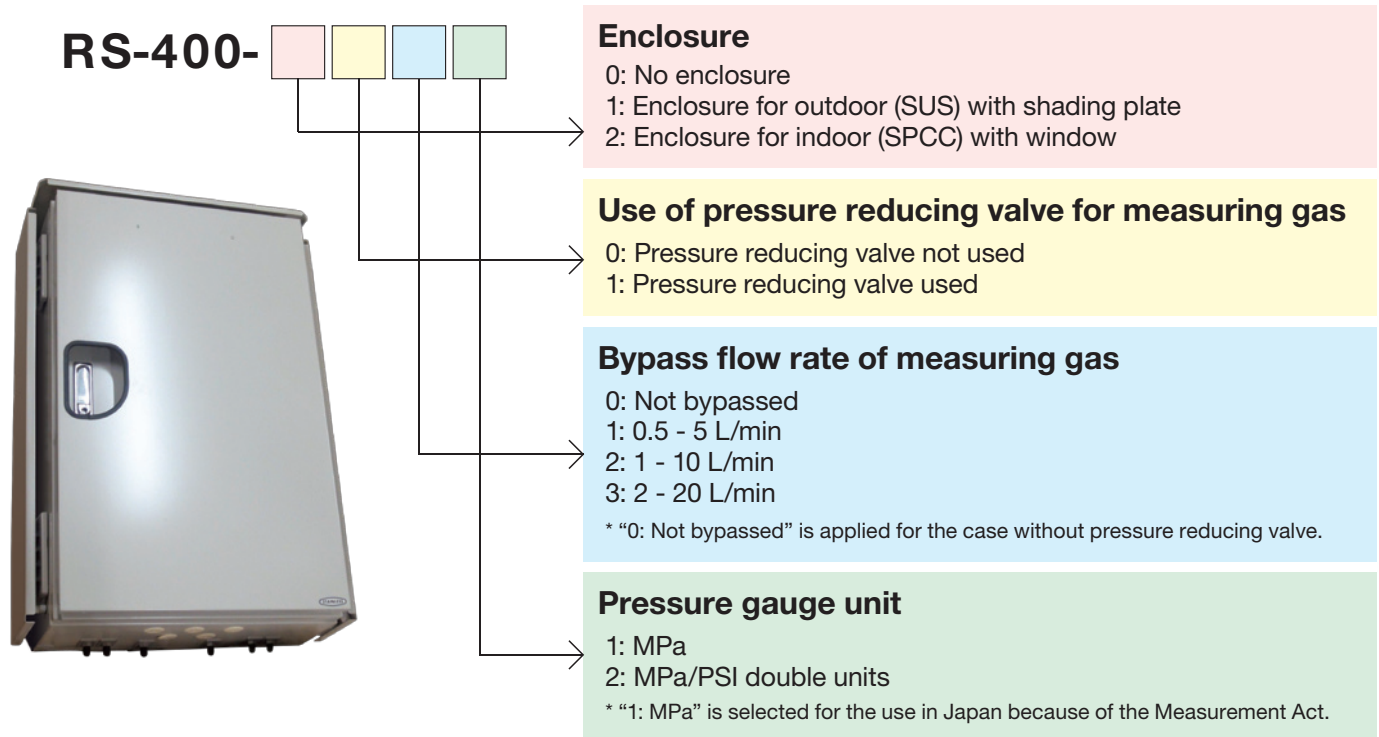 RS-400-
Enclosure
0: No enclosure
1: Enclosure for outdoor (SUS) with shading plate
2: Enclosure for indoor (SPCC) with window
Use of pressure reducing valve for measuring gas
0: Pressure reducing valve not used
1: Pressure reducing valve used
Bypass flow rate of measuring gas
0: Not bypassed
1: 0.5 - 5 L/min
2: 1 - 10 L/min
3: 2 - 20 L/min
* “0: Not bypassed” is applied for the case without pressure reducing valve.
Pressure gauge unit
1: MPa
2: MPa/PSI double units
* “1: MPa” is selected for the use in Japan because of the Measurement Act.